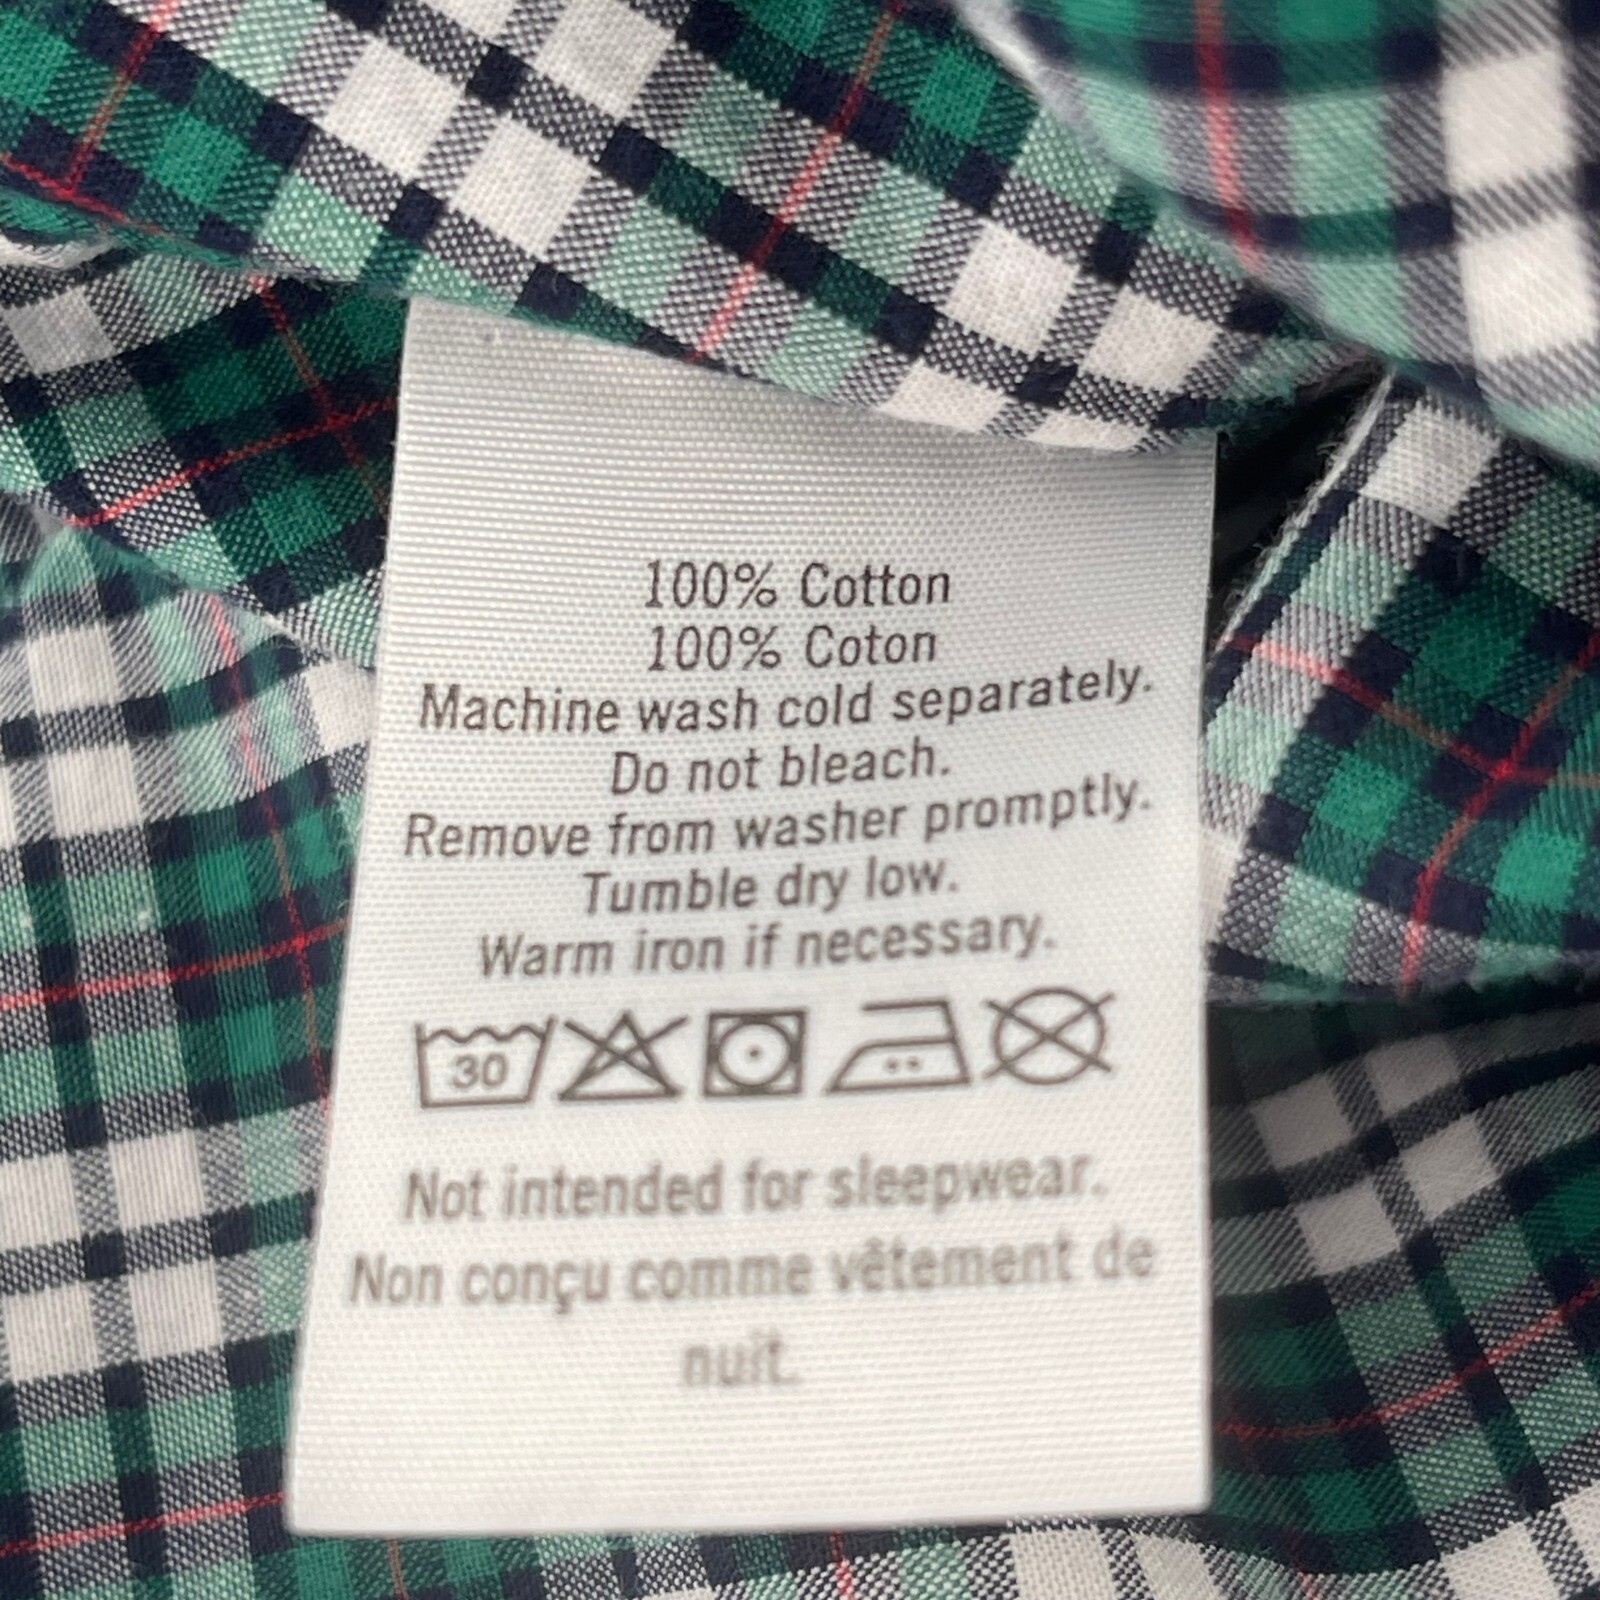 100% Cotton
100% Coton
Machine wash cold separately.
Do not bleach.
Remove from washer promptly.
Tumble dry low.
Warm iron if necessary.
30
Not intended for sleepwear.
Non conçu comme vêtement de
nuit.